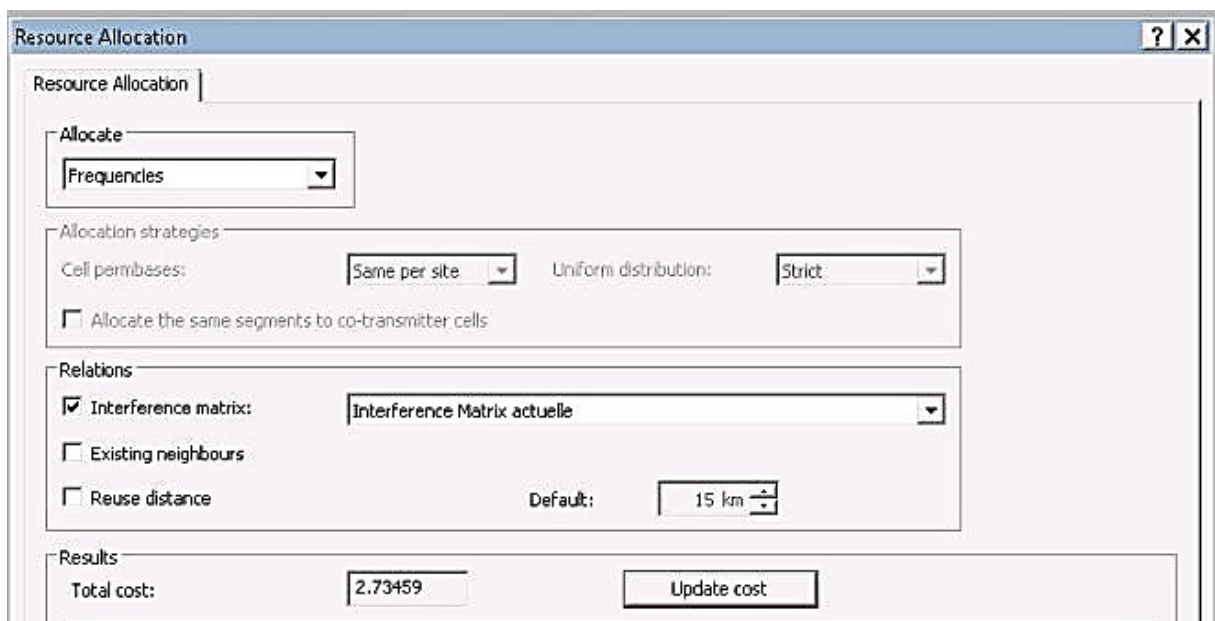 Resource Allocation
Resource Allocation
Allocate
Frequencies
Allocation strategies
Cell permbases: Same per site Uniform distribution: Strict
Allocate the same segments to co-transmitter cells
Relations
Interference matrix: Interference Matrix actuelle
Existing neighbours
Reuse distance Default: 15 km
Results
Total cost: 2.73459 Update cost